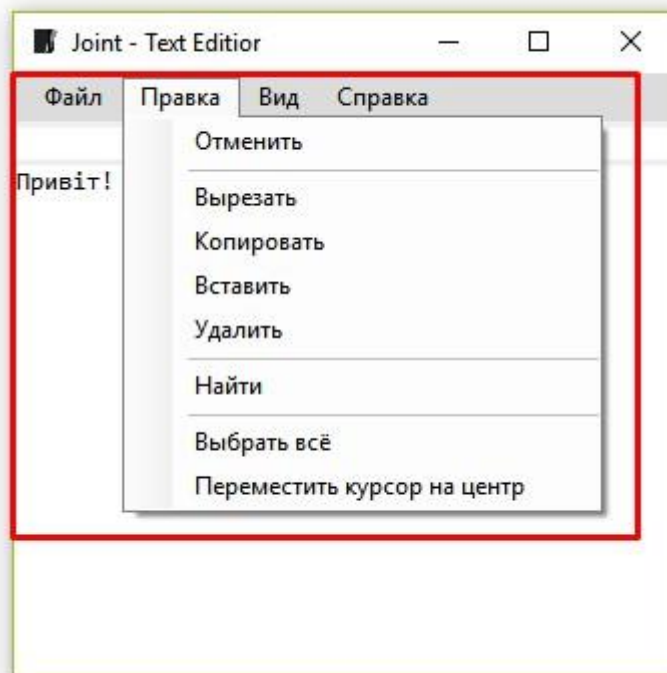 Joint - Text Editior
Файл Правка Вид Справка
Отменить
Привіт!
Вырезать
Копировать
Вставить
Удалить
Найти
Выбрать всё
Переместить курсор на центр